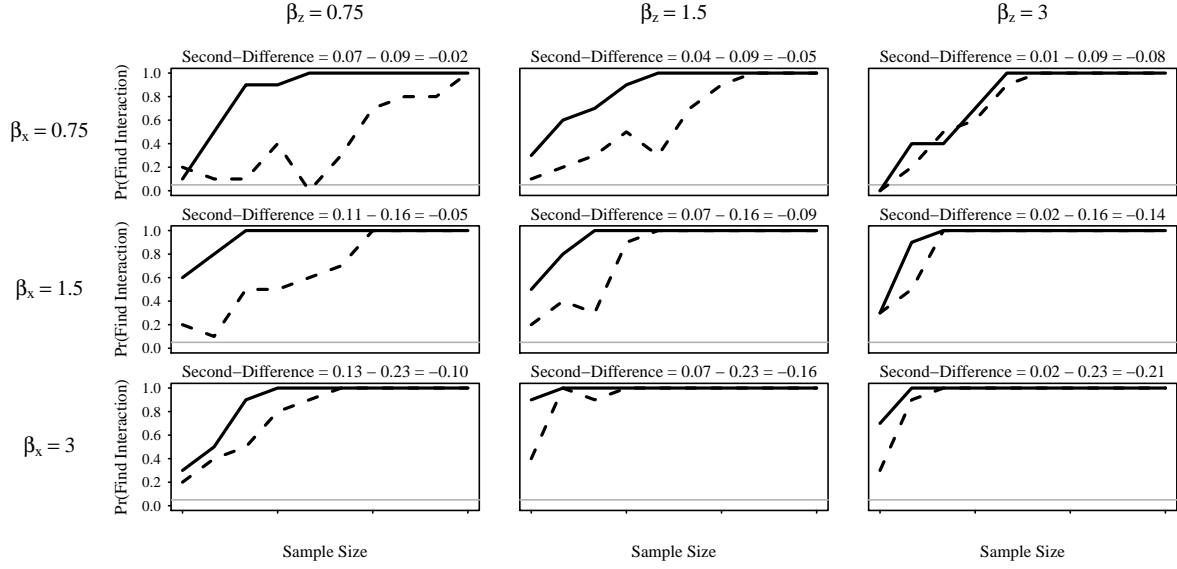 βz = 0.75
βz = 1.5
βz = 3
βx = 0.75
Pr(Find Interaction)
Second−Difference = 0.07 − 0.09 = −0.02
1.0
0.8
0.6
0.4
0.2
0.0
Second−Difference = 0.04 − 0.09 = −0.05
Second−Difference = 0.01 − 0.09 = −0.08
βx = 1.5
Pr(Find Interaction)
Second−Difference = 0.11 − 0.16 = −0.05
1.0
0.8
0.6
0.4
0.2
0.0
Second−Difference = 0.07 − 0.16 = −0.09
Second−Difference = 0.02 − 0.16 = −0.14
βx = 3
Pr(Find Interaction)
Second−Difference = 0.13 − 0.23 = −0.10
1.0
0.8
0.6
0.4
0.2
0.0
Second−Difference = 0.07 − 0.23 = −0.16
Second−Difference = 0.02 − 0.23 = −0.21
Sample Size
Sample Size
Sample Size